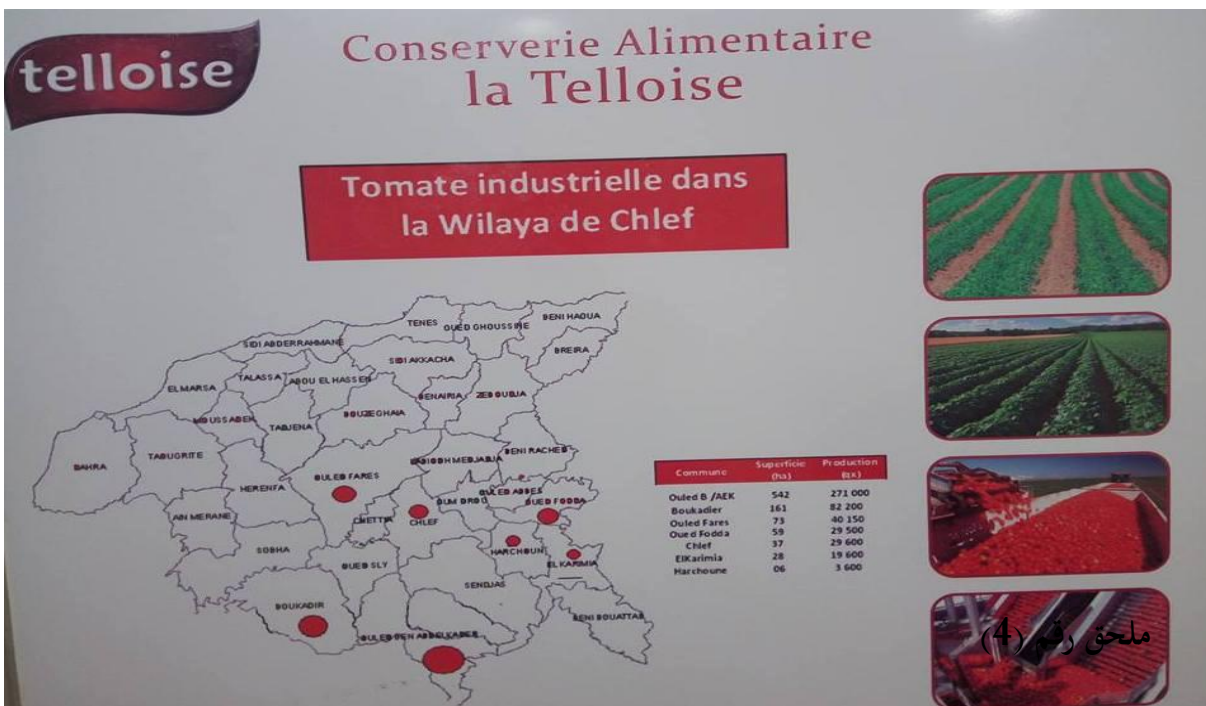 telloise
Conserverie Alimentaire
la Telloise
Tomate industrielle dans
la Wilaya de Chlef
TENES
OUED GHOUSSINE
BENI HAOUA
SIDI ABDERRAHMANE
BREIRA
SIDI AKKACHA
EL MARSA
TALASSA
ABOU EL HASSEN
BENAIRIA
ZEBOUDJA
MOUSSADEK
BOUZEGHAIA
TADJENA
BAHRA
TAOUGRITE
BENI RACHED
LABIODH MEDJADJA
HERENFA
OULED FARES
OULED ABBES
OUM DROU
OUED FODDA
AIN MERANE
CHETTIA
CHLEF
SOBHA
HARCHOUN
EL KARIMIA
OUED SLY
SENDJAS
BOUKADIR
BENI BOUATTAB
OULED BEN ABDELKADER
Commune Superficie (ha) Production
Ouled B /AEK 542 271 000
Boukadier 161 82 200
Ouled Fares 73 40 150
Oued Fodda 59 29 500
Chlef 37 29 600
ElKarimia 28 19 600
Harchoune 06 3 600
ملحق رقم (4)